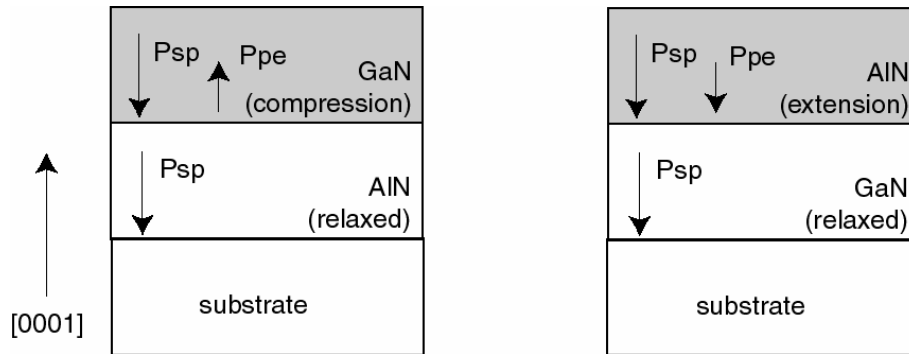 Psp
Ppe
GaN
(compression)
Psp
AlN
(relaxed)
substrate
[0001]
Psp
Ppe
AlN
(extension)
Psp
GaN
(relaxed)
substrate